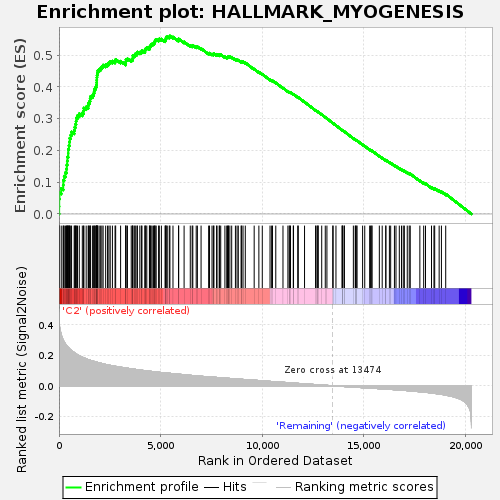 Enrichment plot: HALLMARK_MYOGENESIS
Enrichment score (ES)
0.5
0.4
0.3
0.2
0.1
0.0
'C2' (positively correlated)
Ranked list metric (Signal2Noise)
0.4
0.2
0.0
-0.2
Zero cross at 13474
'Remaining' (negatively correlated)
0
5,000
10,000
15,000
20,000
Rank in Ordered Dataset
Enrichment profile
Hits
Ranking metric scores